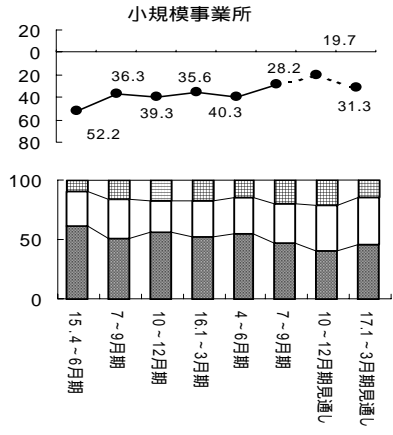 小規模事業所
20
0
20
40
60
80
52.2
36.3
39.3
35.6
40.3
28.2
19.7
31.3
100
50
0
15.4～6月期
7～9月期
10～12月期
16.1～3月期
4～6月期
7～9月期
10～12月期見通し
17.1～3月期見通し